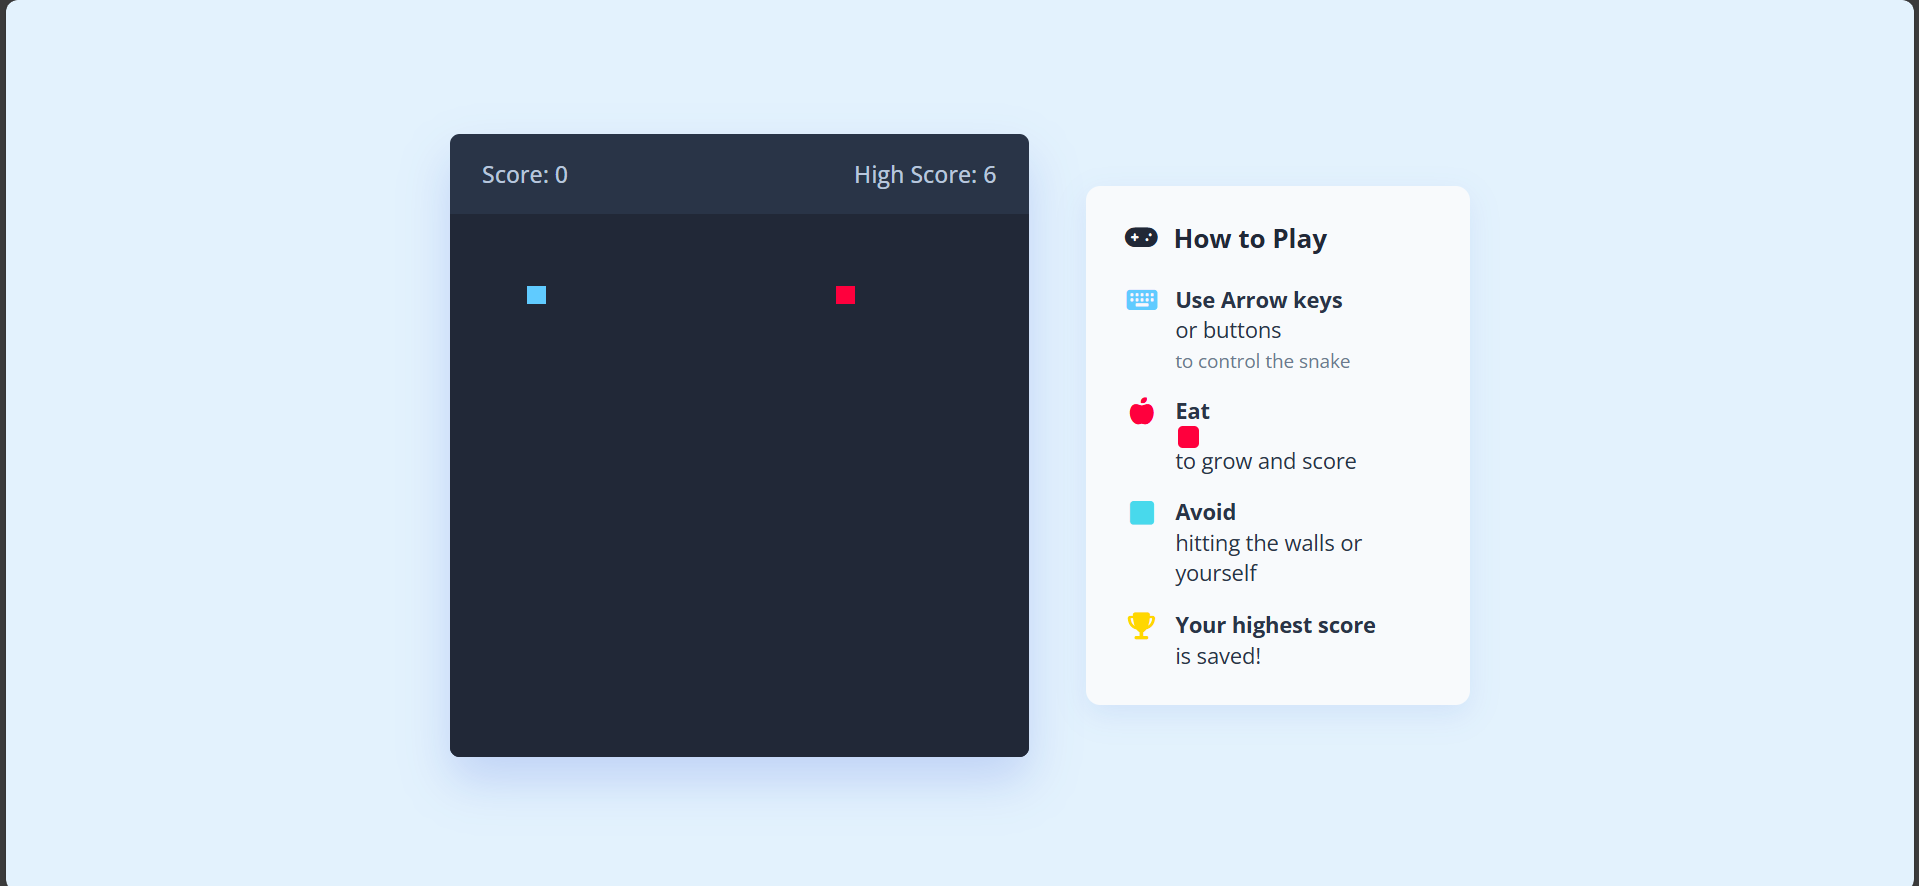 Score: 0
High Score: 6
How to Play
Use Arrow keys
or buttons
to control the snake
Eat
to grow and score
Avoid
hitting the walls or
yourself
Your highest score
is saved!